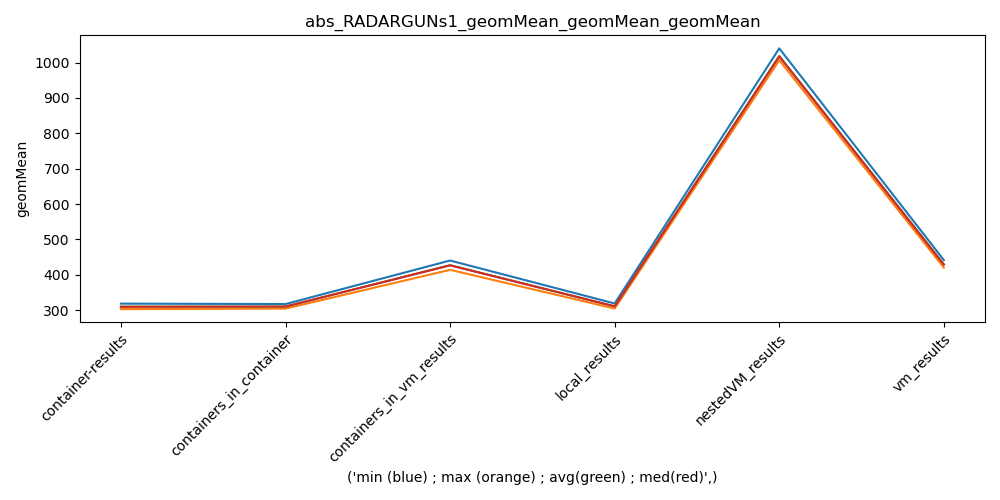 abs_RADARGUNs1_geomMean_geomMean_geomMean
geomMean
1000
900
800
700
600
500
400
300
container-results
containers_in_container
containers_in_vm_results
local_results
nestedVM_results
vm_results
('min (blue) ; max (orange) ; avg(green) ; med(red)',)